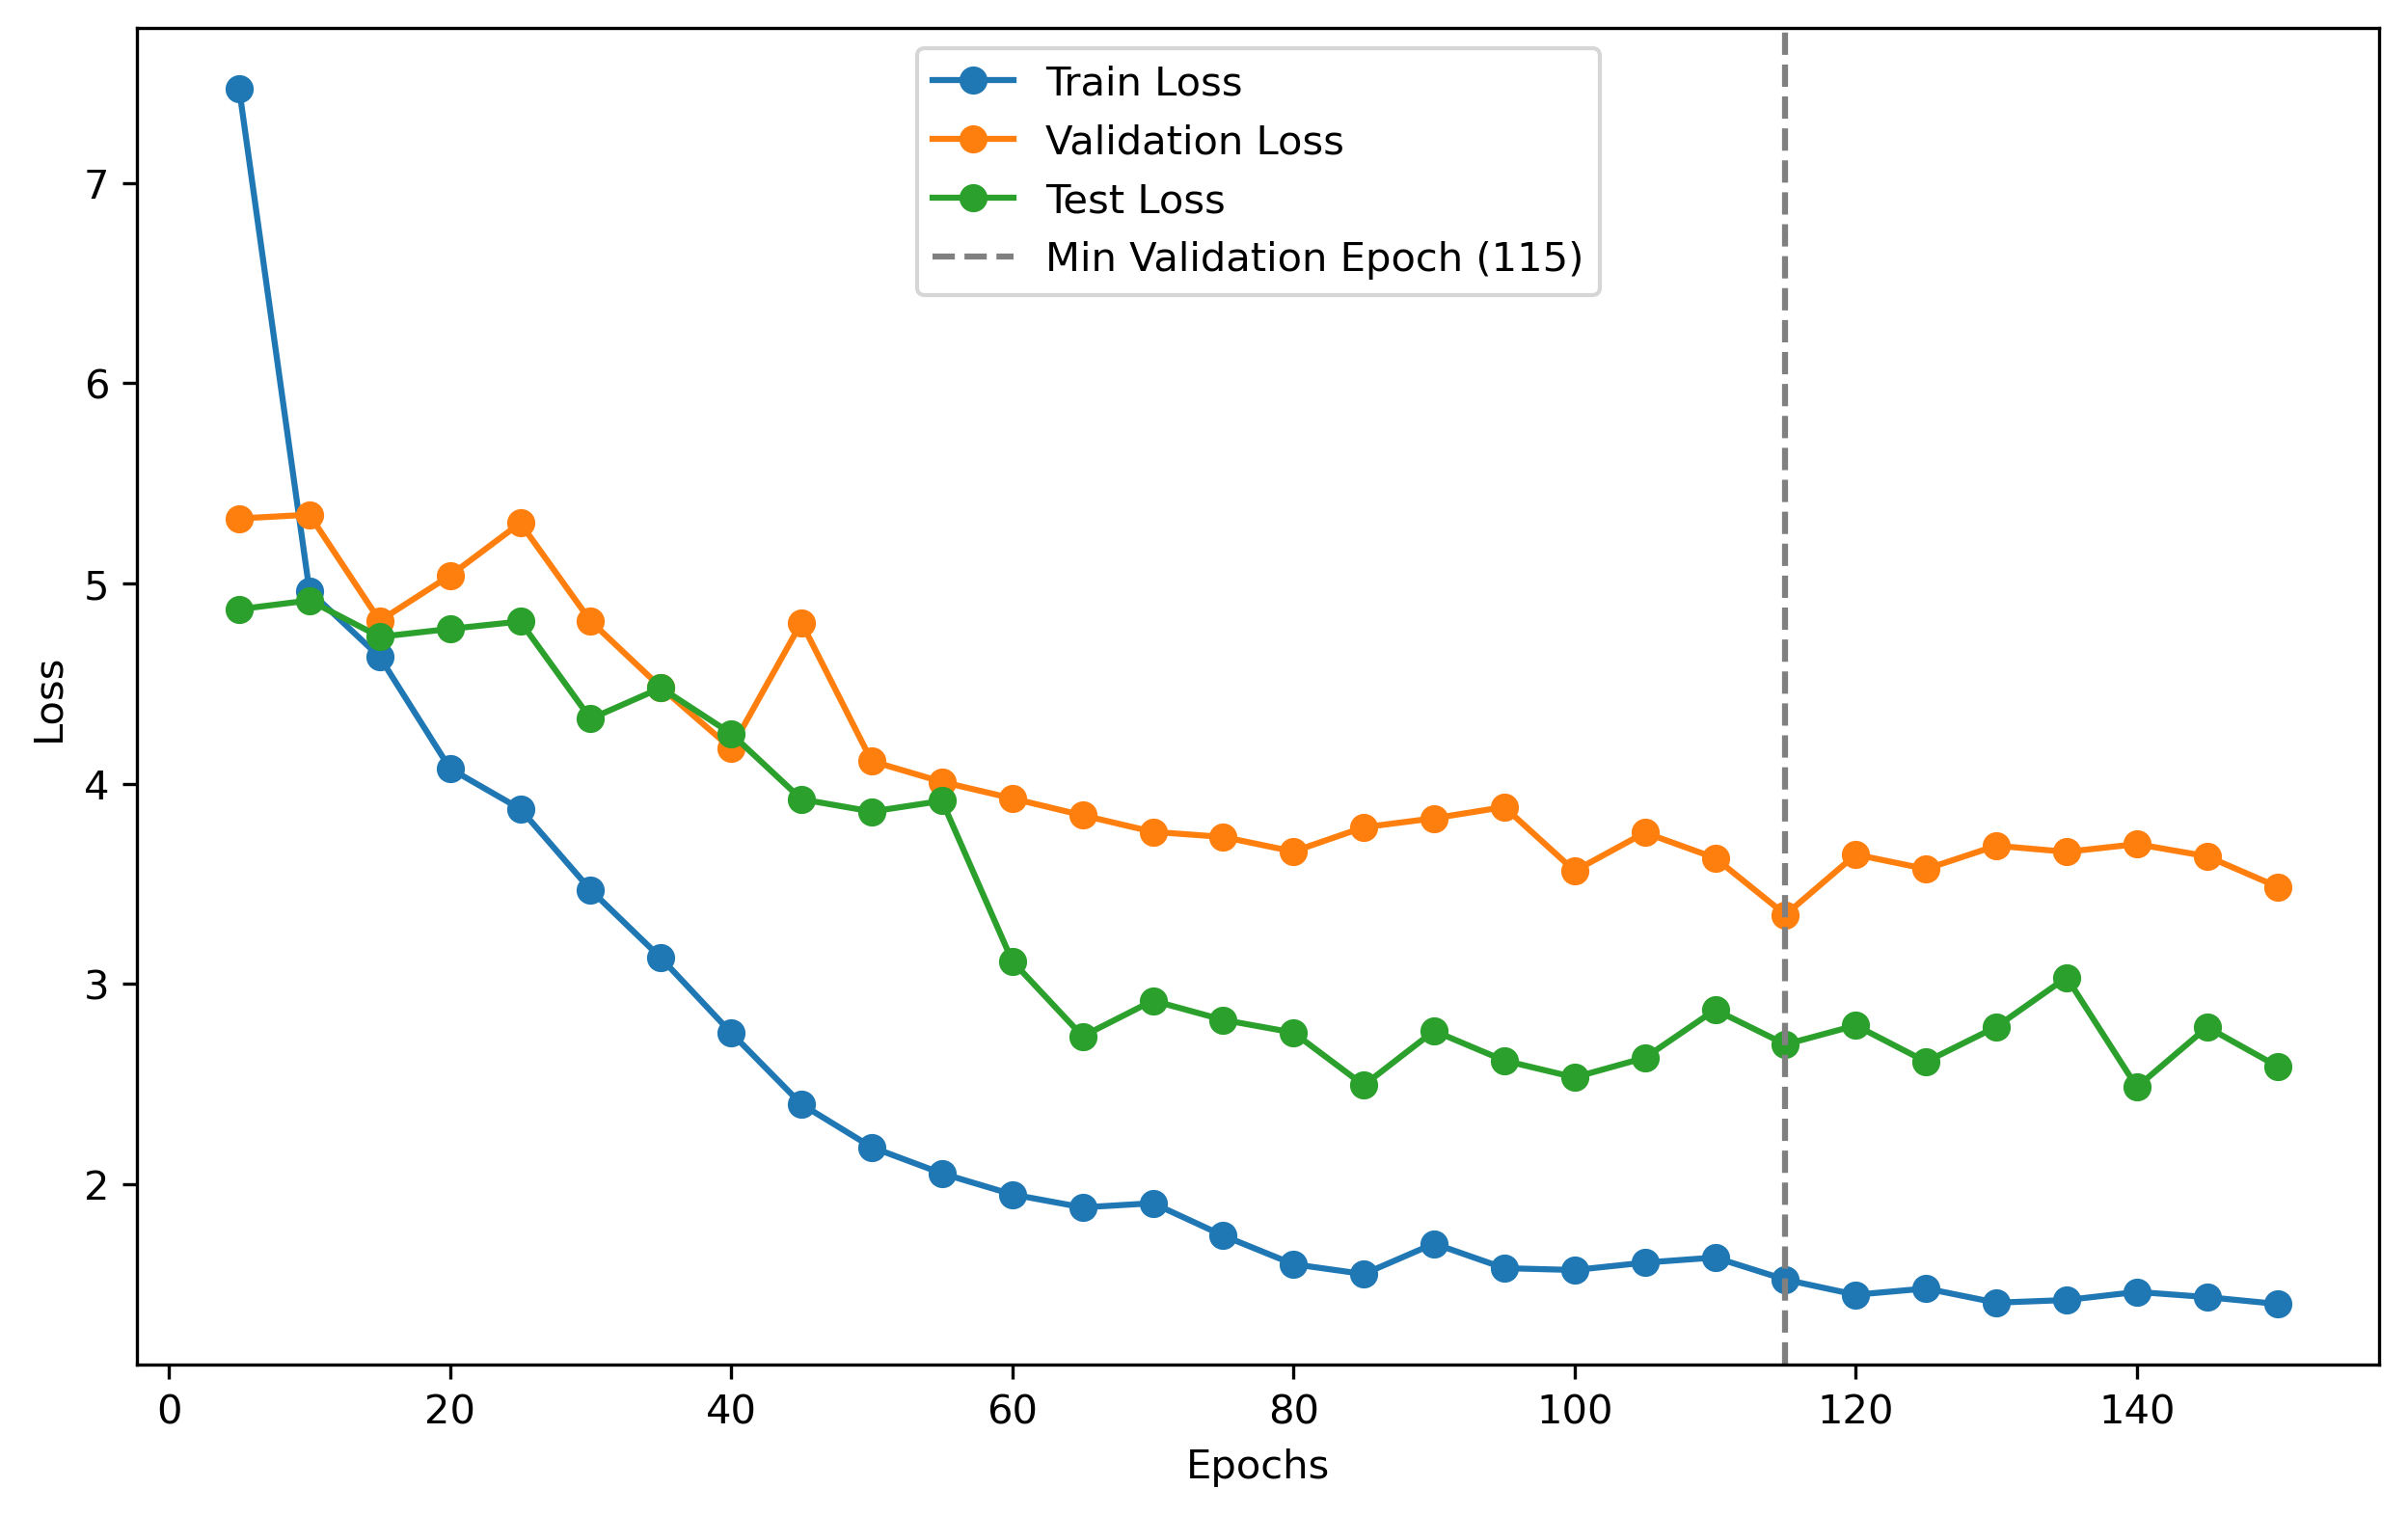 Train Loss
Validation Loss
Test Loss
Min Validation Epoch (115)
7
6
5
4
3
2
Loss
0 20 40 60 80 100 120 140
Epochs